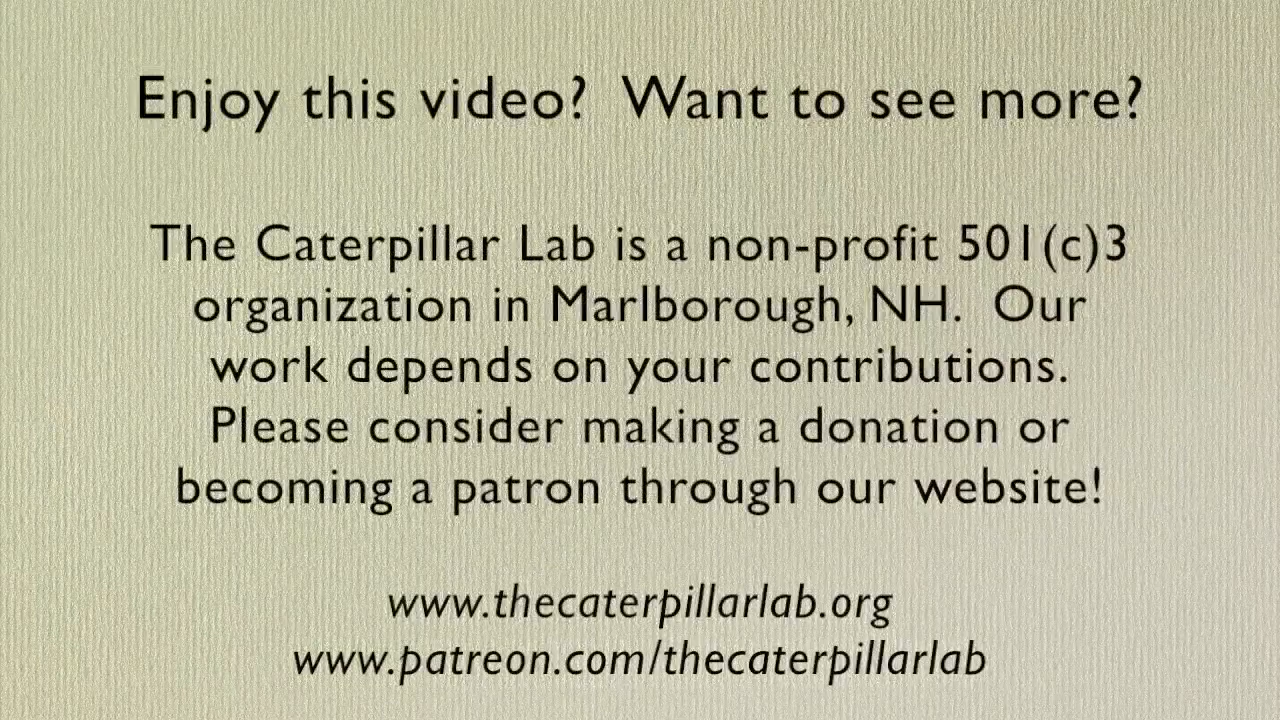 Enjoy this video?  Want to see more?
The Caterpillar Lab is a non-profit 501(c)3
organization in Marlborough, NH.  Our
work depends on your contributions.
Please consider making a donation or
becoming a patron through our website!
www.thecaterpillarlab.org
www.patreon.com/thecaterpillarlab